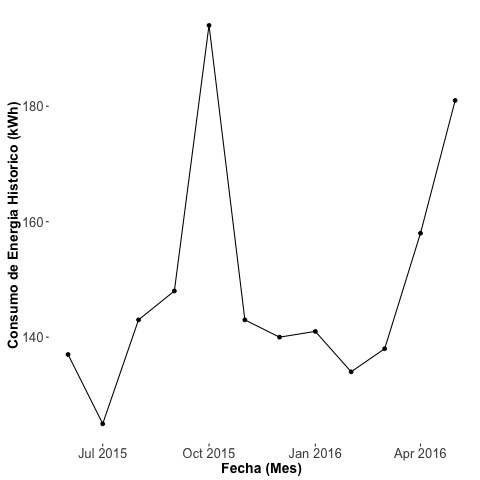 Consumo de Energia Historico (kWh)
180
160
140
Jul 2015
Oct 2015
Jan 2016
Apr 2016
Fecha (Mes)